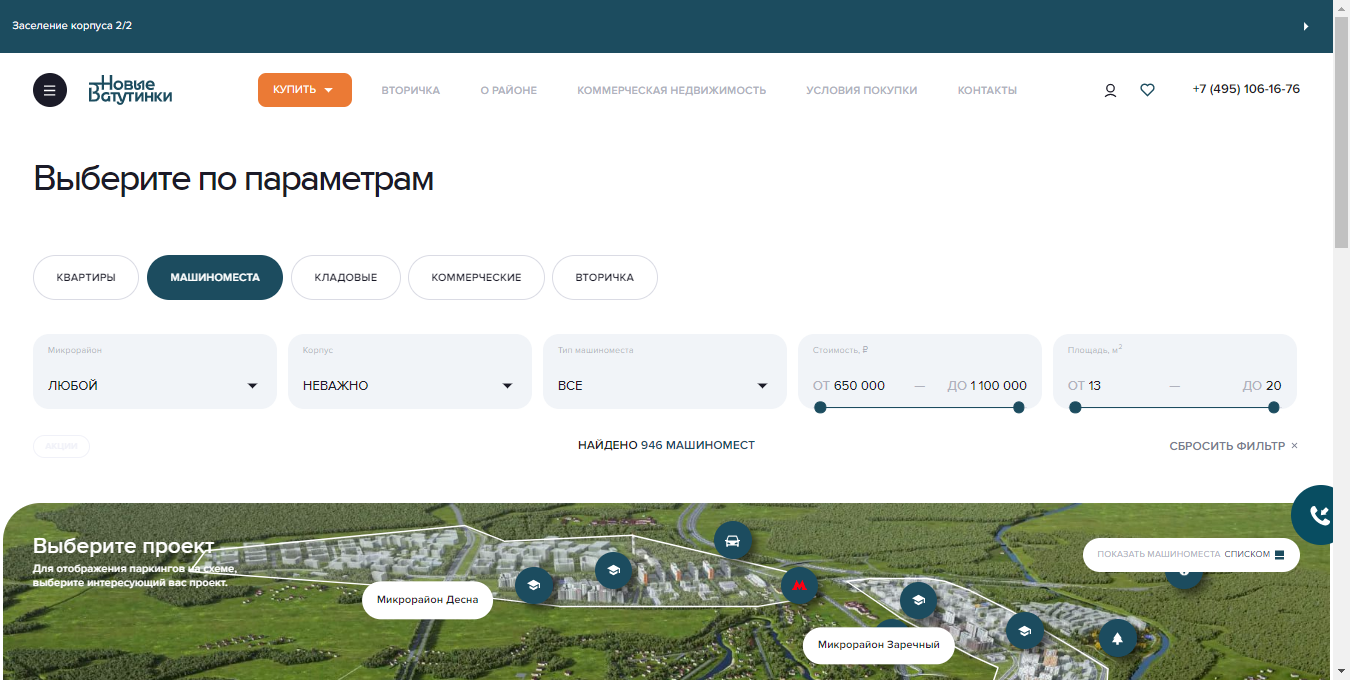 Заселение корпуса 2/2
Новые
Ватутинки
КУПИТЬ
ВТОРИЧКА
О РАЙОНЕ
КОММЕРЧЕСКАЯ НЕДВИЖИМОСТЬ
УСЛОВИЯ ПОКУПКИ
КОНТАКТЫ
+7 (495) 106-16-76
Выберите по параметрам
КВАРТИРЫ
МАШИНОМЕСТА
КЛАДОВЫЕ
КОММЕРЧЕСКИЕ
ВТОРИЧКА
Микрорайон
ЛЮБОЙ
Корпус
НЕВАЖНО
Тип машиноместа
ВСЕ
Стоимость, ₽
ОТ 650 000 — ДО 1 100 000
Площадь, м²
ОТ 13 — ДО 20
АКЦИИ
НАЙДЕНО 946 МАШИНОМЕСТ
СБРОСИТЬ ФИЛЬТР ×
Выберите проект
Для отображения паркингов на схеме,
выберите интересующий вас проект.
ПОКАЗАТЬ МАШИНОМЕСТА СПИСКОМ
Микрорайон Десна
Микрорайон Заречный